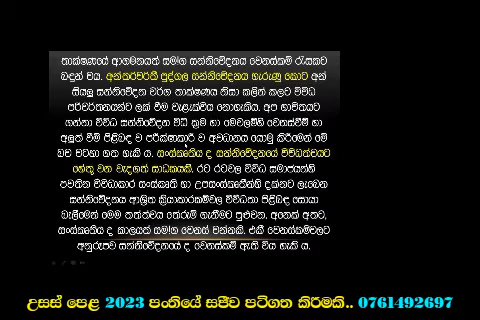 තාක්ෂණයේ ආගමනයත් සමඟ සන්නිවේදනය වෙනස්කම් රැසකට
බඳුන් විය. අන්තර්වර්තී පුද්ගල සන්නිවේදනය හැරුණු කොට අන්
සියලු සන්නිවේදන වර්ග තාක්ෂණය නිසා කලින් කලට විවිධ
පරිවර්තනයන්ට ලක් වීම වැළැක්විය නොහැකිය. අප භාවිතයට
ගන්නා විවිධ සන්නිවේදන විධි ක්‍රම හා මෙවලම්හි වෙනස්වීම් හා
අලුත් වීම් පිළිබඳ ව පරීක්ෂාකාරී ව අවධානය යොමු කිරීමෙන් මේ
බව වටහා ගත හැකි ය. සංස්කෘතිය ද සන්නිවේදනයේ විවිධත්වයට
හේතු වන වැදගත් සාධකයකි. රට රටවල විවිධ සමාජයන්හි
පවතින විවිධාකාර සංස්කෘති හා උපසංස්කෘතීන්හි දක්නට ලැබෙන
සන්නිවේදනය ආශ්‍රිත ක්‍රියාකාරකම්වල විවිධතා පිළිබඳ සොයා
බැලීමෙන් මෙම තත්ත්වය තේරුම් ගැනීමට පුළුවන. අනෙක් අතට,
සංස්කෘතිය ද කාලයත් සමඟ වෙනස් වන්නකි. එකී වෙනස්කම්වලට
අනුරූපව සන්නිවේදනයේ ද වෙනස්කම් ඇති විය හැකි ය.
උසස් පෙළ 2023 පංතියේ සජීව පටිගත කිරීමකි.. 0761492697